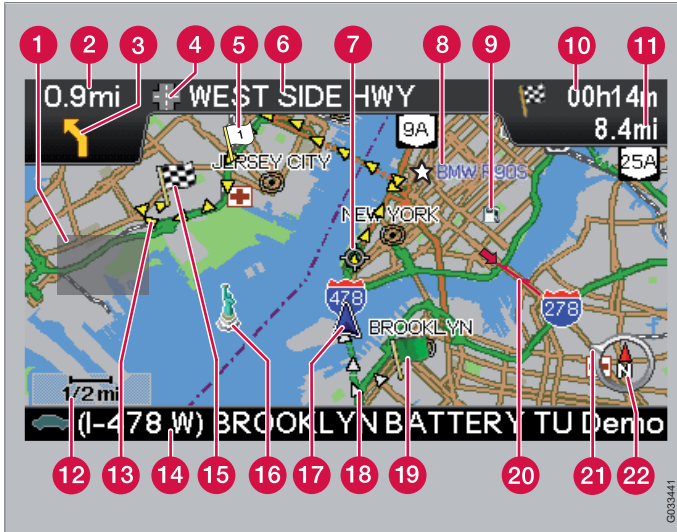 1 2 3 4 5 6 7 8 9 10 11
0.9mi WEST SIDE HWY 00h14m
8.4mi
1 9A 25A
JERSEY CITY BMW R90S
NEW YORK
478 278
BROOKLYN
N
1/2 mi
(I-478 W) BROOKLYN BATTERY TU Demo
12 13 14 15 16 17 18 19 20 21 22
G033441